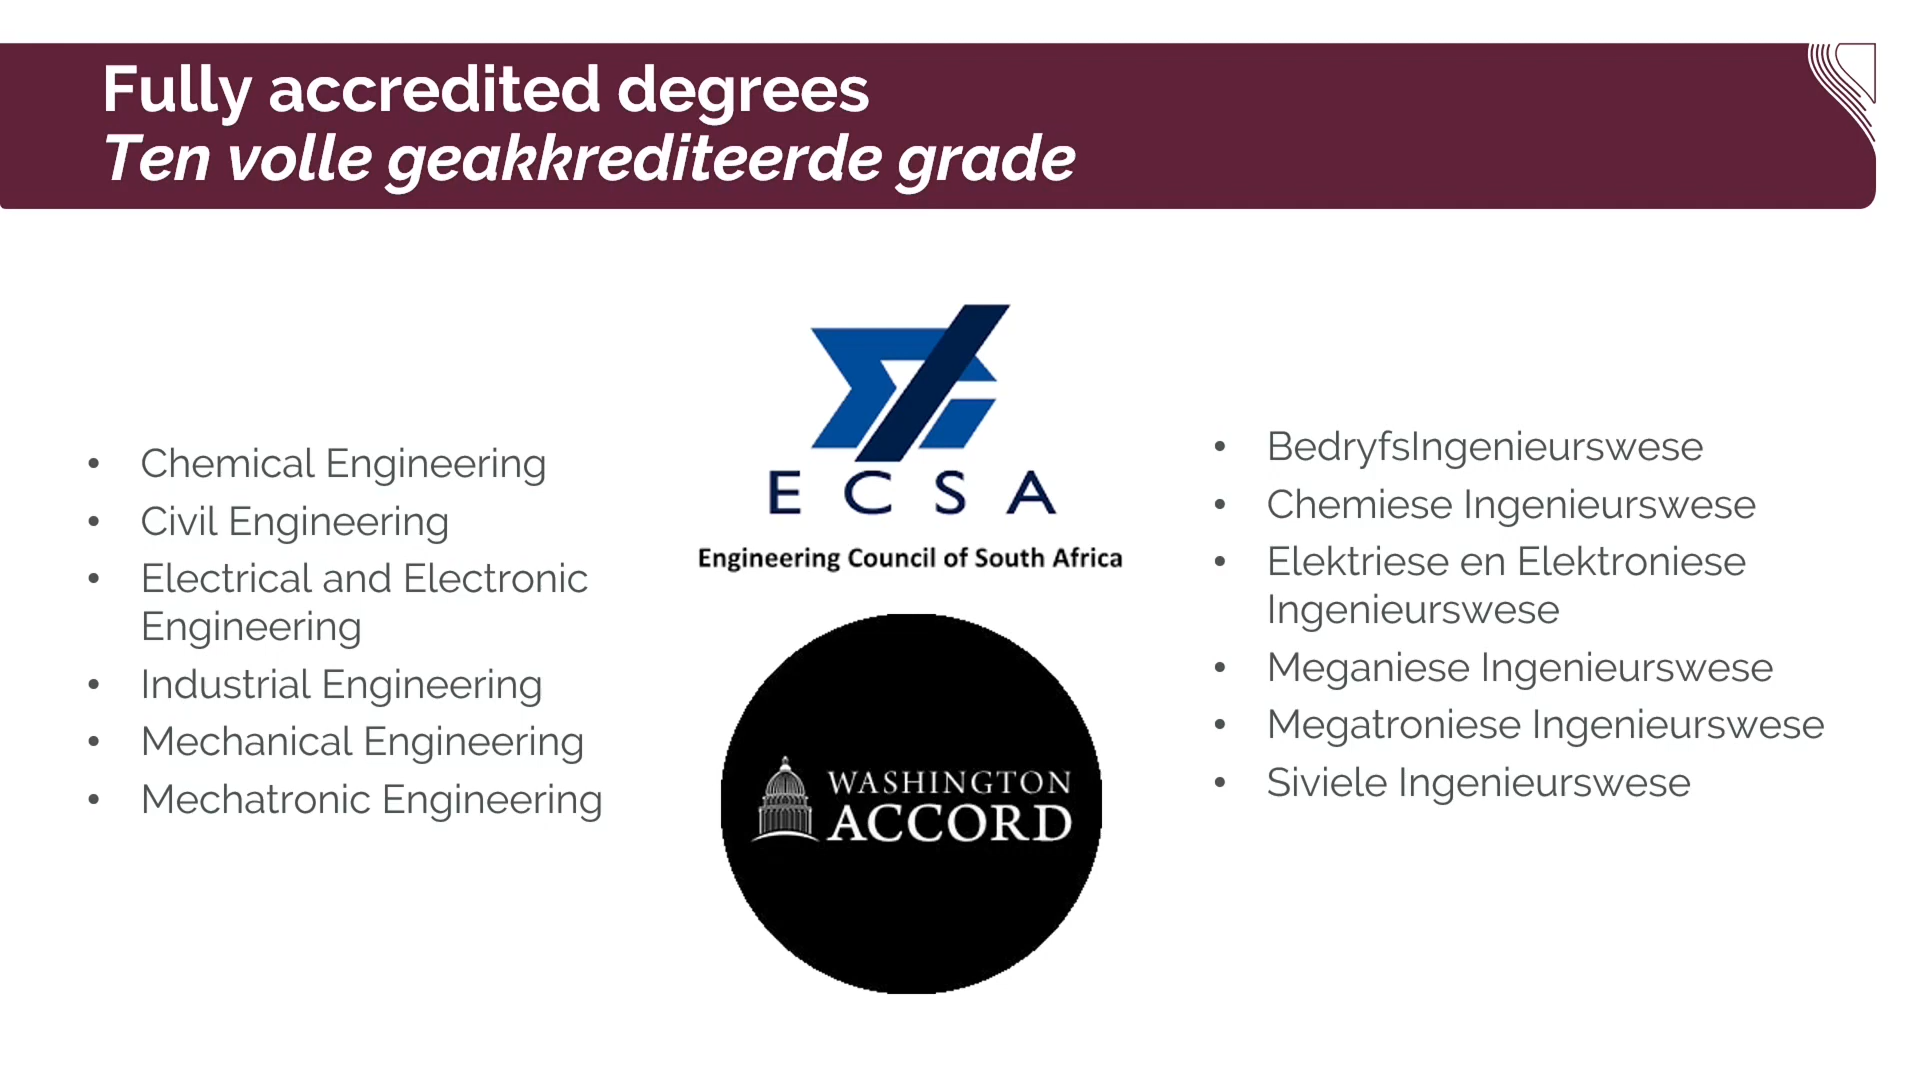 Fully accredited degrees
Ten volle geakkrediteerde grade
• Chemical Engineering
• Civil Engineering
• Electrical and Electronic
Engineering
• Industrial Engineering
• Mechanical Engineering
• Mechatronic Engineering
ECSA
Engineering Council of South Africa
WASHINGTON
ACCORD
• BedryfsIngenieurswese
• Chemiese Ingenieurswese
• Elektriese en Elektroniese
Ingenieurswese
• Meganiese Ingenieurswese
• Megatroniese Ingenieurswese
• Siviele Ingenieurswese